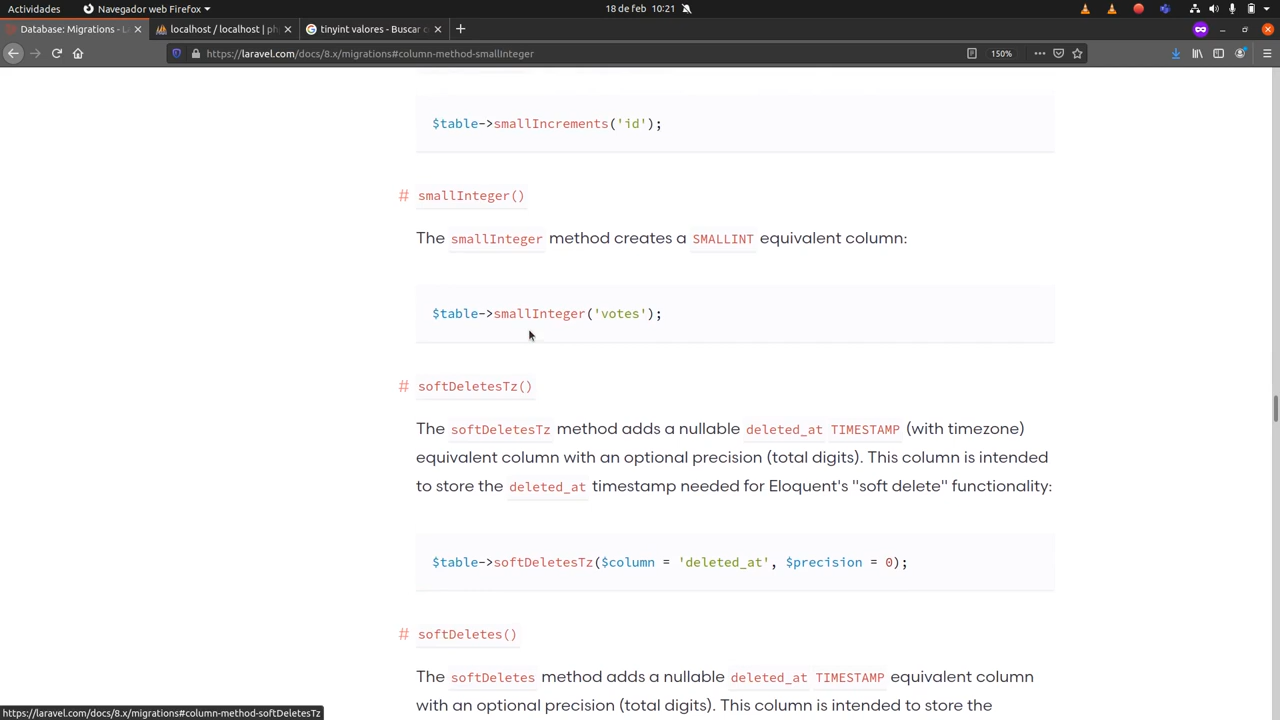 Actividades
Navegador web Firefox
18 de feb 10:21
Database: Migrations - L
localhost / localhost | ph
tinyint valores - Buscar c
https://laravel.com/docs/8.x/migrations#column-method-smallInteger
150%
$table->smallIncrements('id');
# smallInteger()
The smallInteger method creates a SMALLINT equivalent column:
$table->smallInteger('votes');
# softDeletesTz()
The softDeletesTz method adds a nullable deleted_at TIMESTAMP (with timezone)
equivalent column with an optional precision (total digits). This column is intended
to store the deleted_at timestamp needed for Eloquent's "soft delete" functionality:
$table->softDeletesTz($column = 'deleted_at', $precision = 0);
# softDeletes()
The softDeletes method adds a nullable deleted_at TIMESTAMP equivalent column
with an optional precision (total digits). This column is intended to store the
https://laravel.com/docs/8.x/migrations#column-method-softDeletesTz